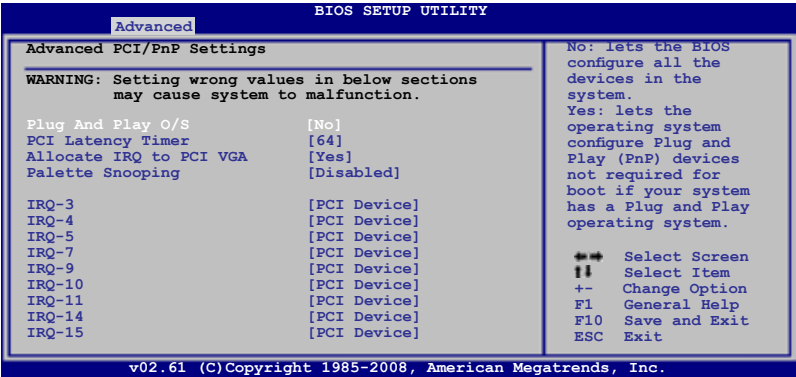 BIOS SETUP UTILITY
Advanced
Advanced PCI/PnP Settings
WARNING: Setting wrong values in below sections
may cause system to malfunction.
Plug And Play O/S [No]
PCI Latency Timer [64]
Allocate IRQ to PCI VGA [Yes]
Palette Snooping [Disabled]
IRQ-3 [PCI Device]
IRQ-4 [PCI Device]
IRQ-5 [PCI Device]
IRQ-7 [PCI Device]
IRQ-9 [PCI Device]
IRQ-10 [PCI Device]
IRQ-11 [PCI Device]
IRQ-14 [PCI Device]
IRQ-15 [PCI Device]
No: lets the BIOS
configure all the
devices in the
system.
Yes: lets the
operating system
configure Plug and
Play (PnP) devices
not required for
boot if your system
has a Plug and Play
operating system.
←→ Select Screen
↑↓ Select Item
+- Change Option
F1 General Help
F10 Save and Exit
ESC Exit
v02.61 (C)Copyright 1985-2008, American Megatrends, Inc.